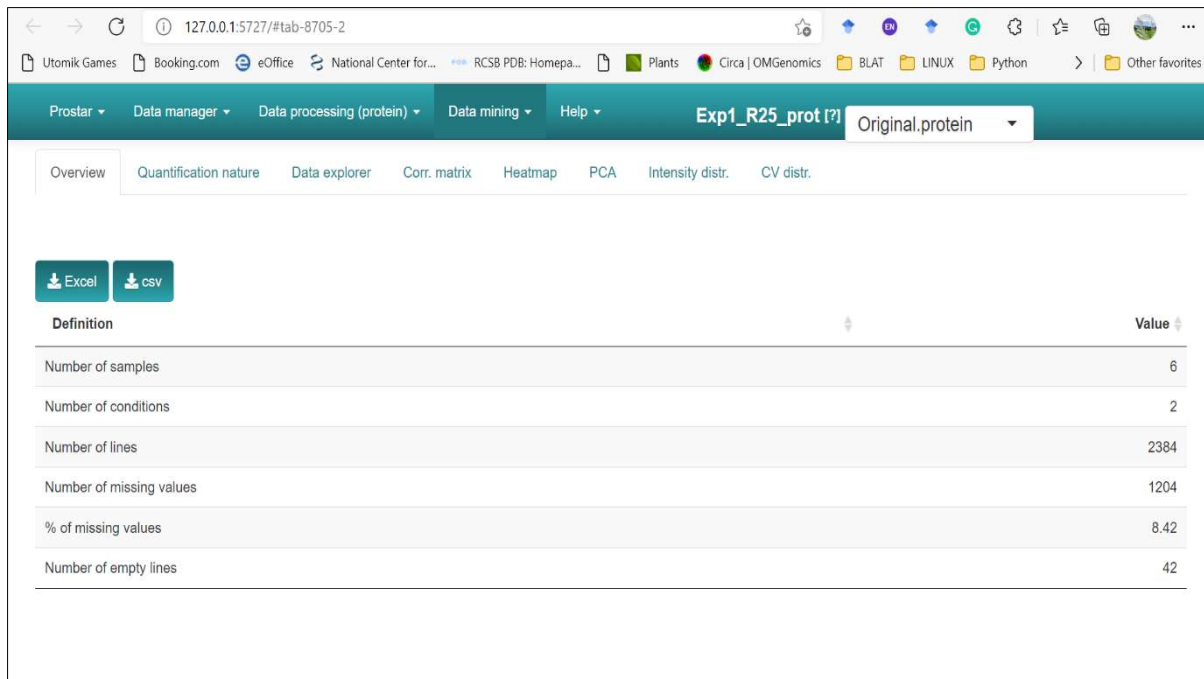 127.0.0.1:5727/#tab-8705-2
EN
G
Utomik Games Booking.com eOffice National Center for... RCSB PDB: Homepa... Plants Circa | OMGenomics BLAT LINUX Python Other favorites
Prostar Data manager Data processing (protein) Data mining Help Exp1_R25_prot [?] Original.protein
Overview Quantification nature Data explorer Corr. matrix Heatmap PCA Intensity distr. CV distr.
Excel csv
Definition Value
Number of samples 6
Number of conditions 2
Number of lines 2384
Number of missing values 1204
% of missing values 8.42
Number of empty lines 42